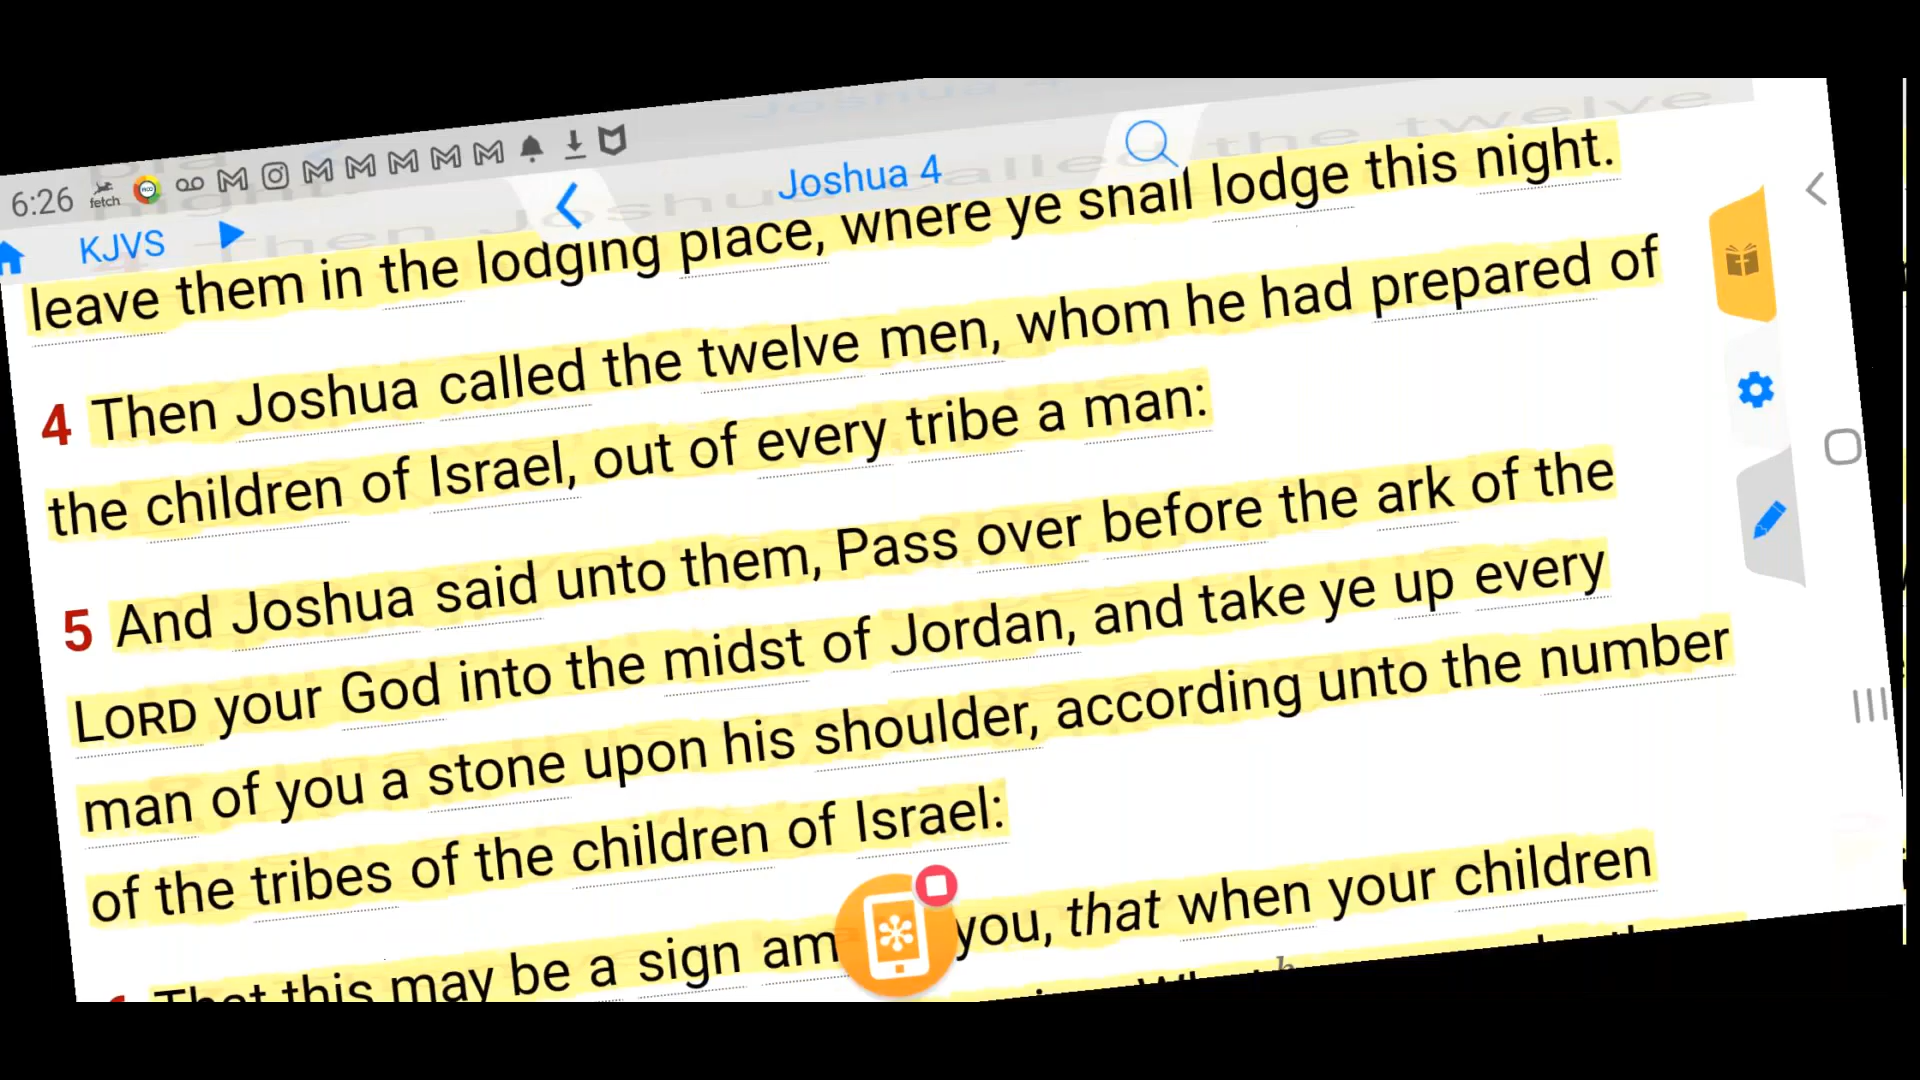 6:26 fetch
KJVS
Joshua 4
leave them in the lodging place, where ye shall lodge this night.
4 Then Joshua called the twelve men, whom he had prepared of
the children of Israel, out of every tribe a man:
5 And Joshua said unto them, Pass over before the ark of the
LORD your God into the midst of Jordan, and take ye up every
man of you a stone upon his shoulder, according unto the number
of the tribes of the children of Israel:
That this may be a sign am you, that when your children